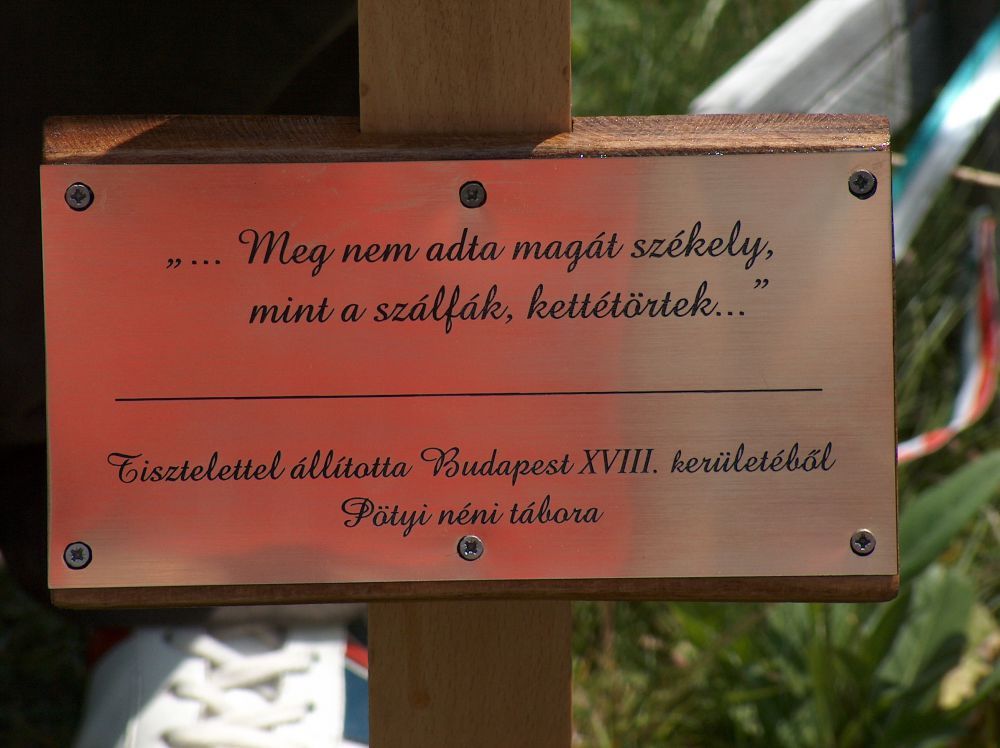 „... Meg nem adta magát székely,
mint a szálfák, kettétörtek...”
Tisztelettel állította Budapest XVIII. kerületéből
Pötyi néni tábora